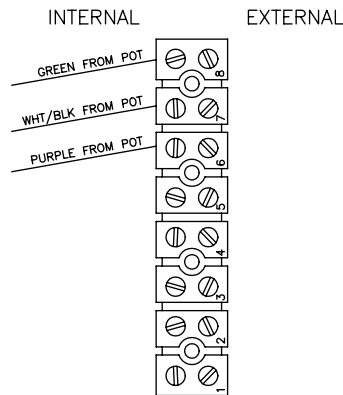 INTERNAL EXTERNAL
GREEN FROM POT
8
WHT/BLK FROM POT
7
PURPLE FROM POT
6
5
4
3
2
1